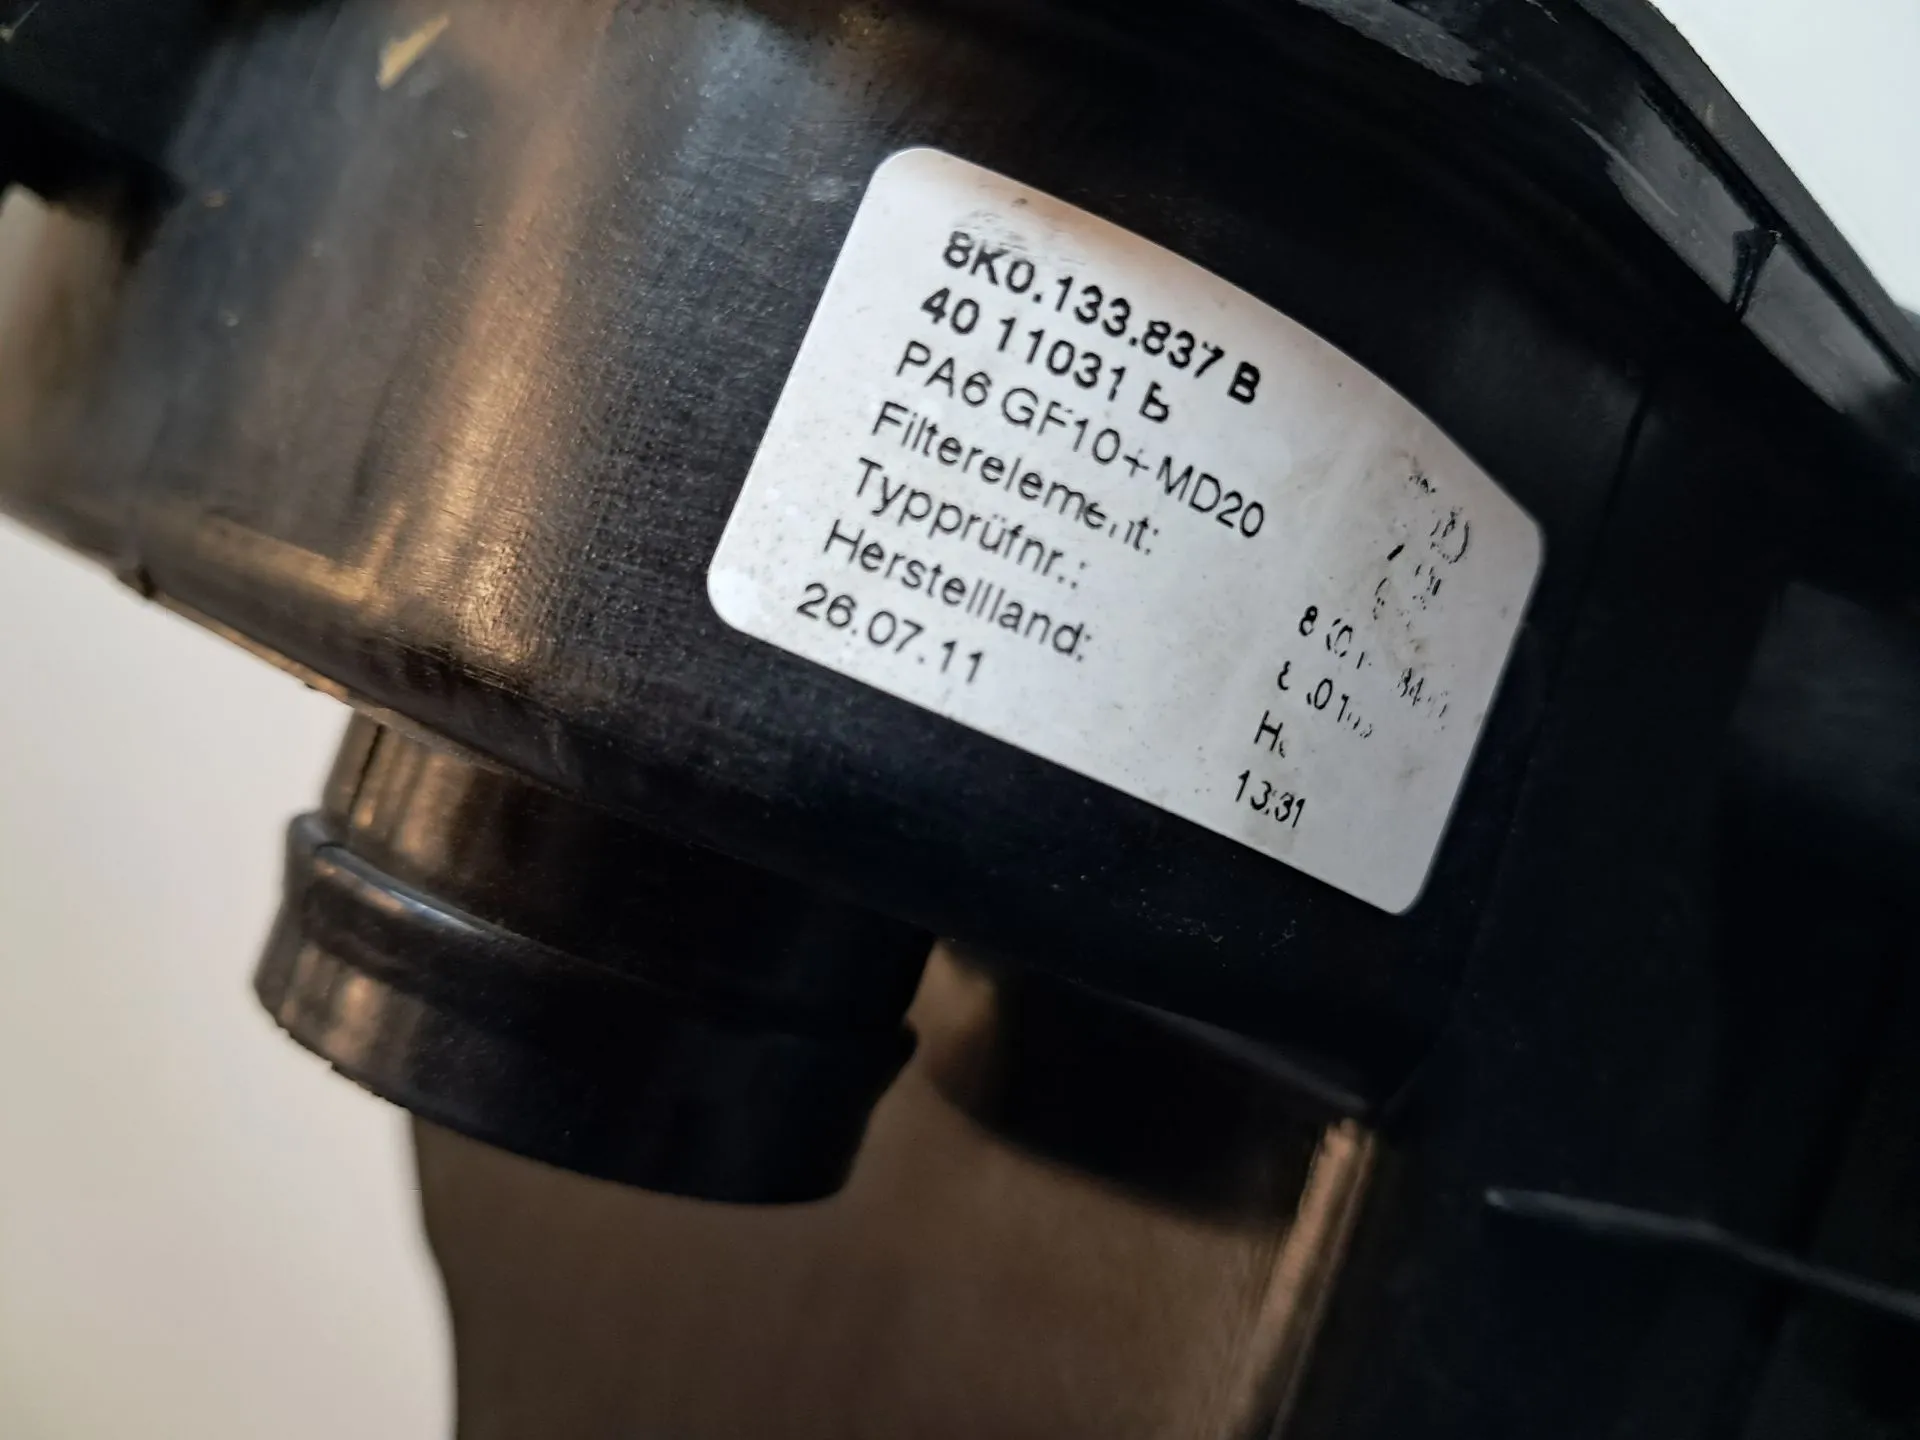 8K0.133.837 B
40 11031 B
PA6 GF10+MD20
Filterelement:
Typprüfnr.:
Herstellland:
26.07.11 13:31